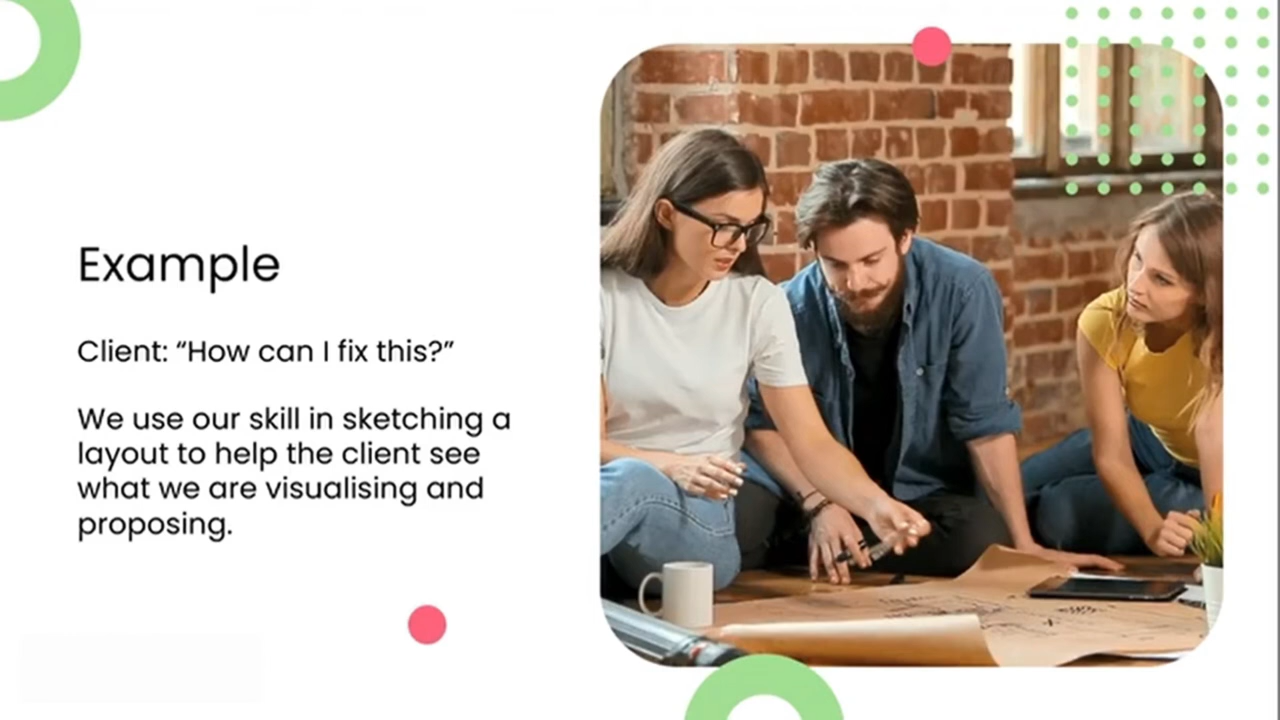 Example
Client: “How can I fix this?”
We use our skill in sketching a
layout to help the client see
what we are visualising and
proposing.